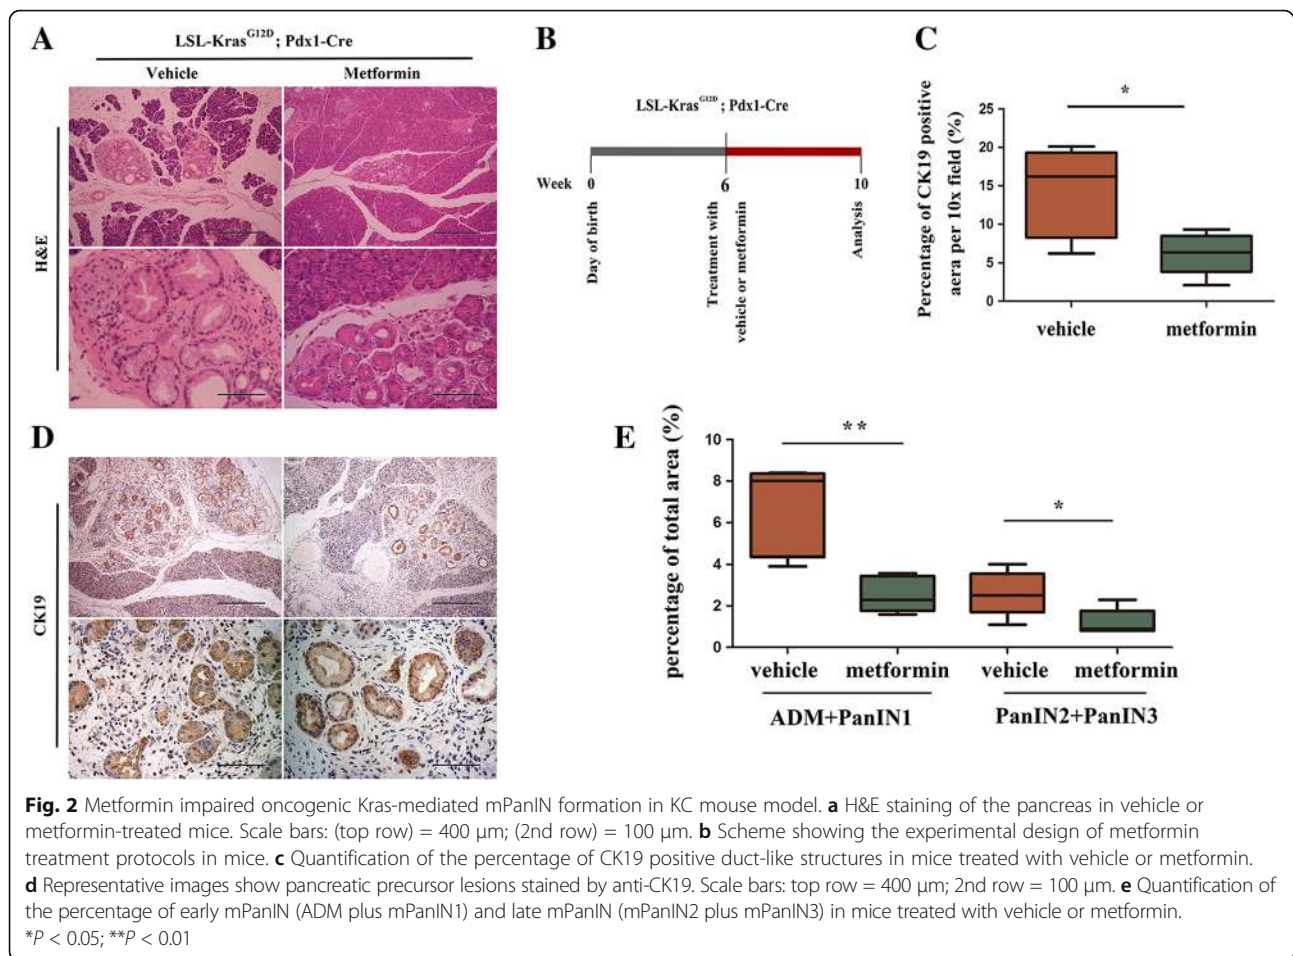 A
LSL-Kras^G12D ; Pdx1-Cre
Vehicle
Metformin
H&E
B
LSL-Kras^G12D ; Pdx1-Cre
Week
0
6
10
Day of birth
Treatment with
vehicle or metformin
Analysis
C
Percentage of CK19 positive
aera per 10x field (%)
25
20
15
10
5
0
*
vehicle
metformin
D
CK19
E
percentage of total area (%)
10
8
6
4
2
0
**
*
vehicle
metformin
vehicle
metformin
ADM+PanIN1
PanIN2+PanIN3
Fig. 2 Metformin impaired oncogenic Kras-mediated mPanIN formation in KC mouse model. a H&E staining of the pancreas in vehicle or
metformin-treated mice. Scale bars: (top row) = 400 μm; (2nd row) = 100 μm. b Scheme showing the experimental design of metformin
treatment protocols in mice. c Quantification of the percentage of CK19 positive duct-like structures in mice treated with vehicle or metformin.
d Representative images show pancreatic precursor lesions stained by anti-CK19. Scale bars: top row = 400 μm; 2nd row = 100 μm. e Quantification of
the percentage of early mPanIN (ADM plus mPanIN1) and late mPanIN (mPanIN2 plus mPanIN3) in mice treated with vehicle or metformin.
*P < 0.05; **P < 0.01